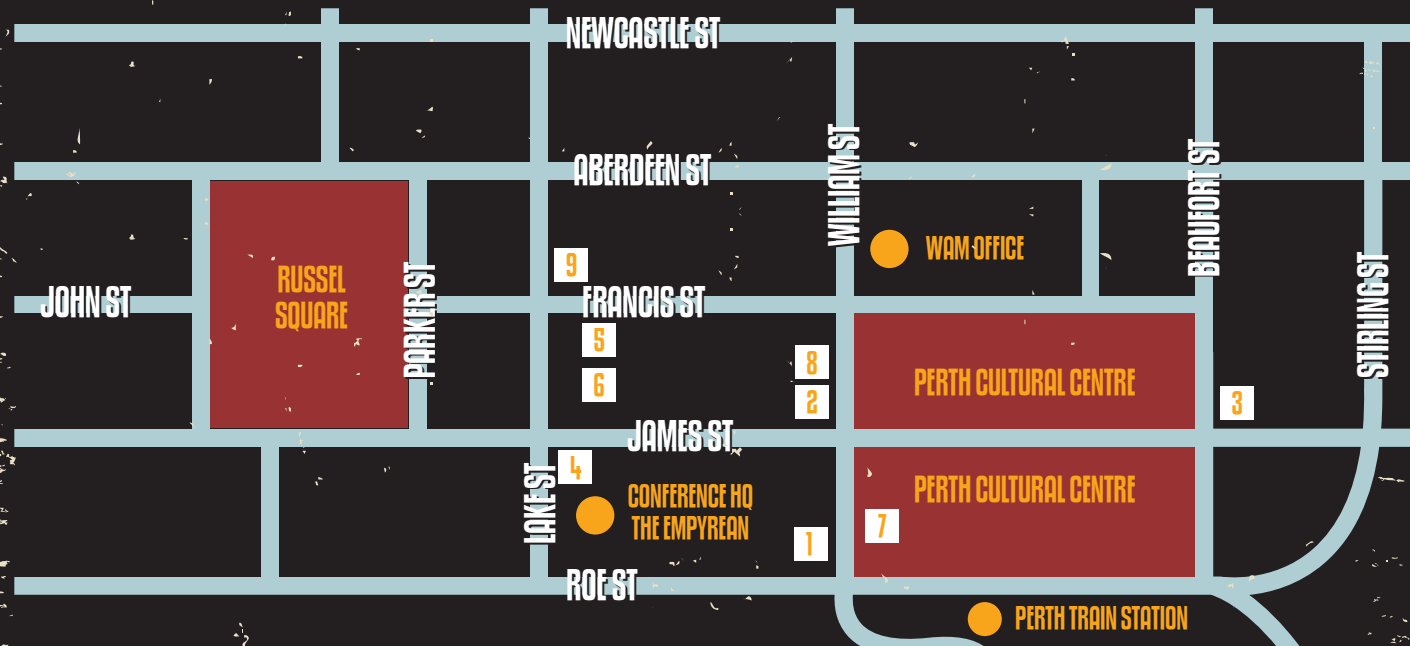 NEWCASTLE ST
ABERDEEN ST
WILLIAM ST
BEAUFORT ST
WAM OFFICE
9
RUSSEL
SQUARE
JOHN ST
PARKER ST
FRANCIS ST
STIRLING ST
5
8
6
2
PERTH CULTURAL CENTRE
3
JAMES ST
4
LAKE ST
CONFERENCE HQ
THE EMPYREAN
PERTH CULTURAL CENTRE
7
1
ROE ST
PERTH TRAIN STATION